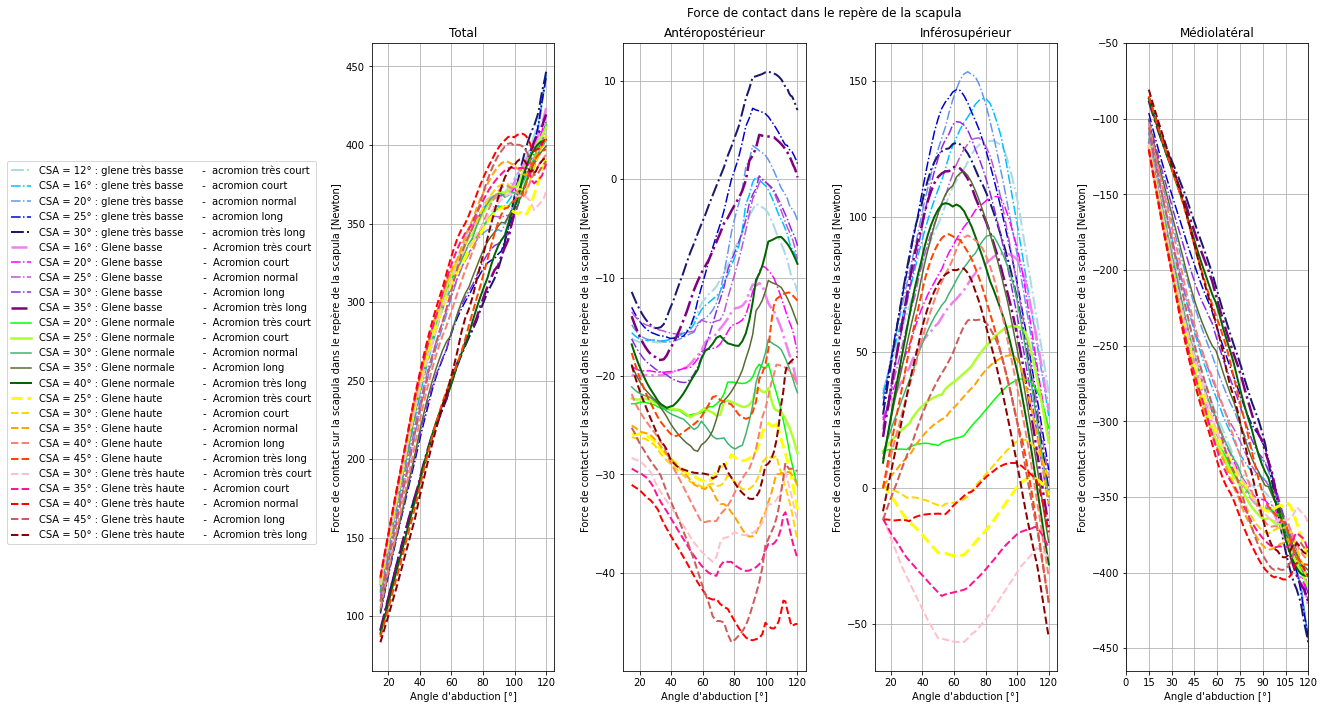 Force de contact dans le repère de la scapula
CSA = 12° : glene très basse - acromion très court
CSA = 16° : glene très basse - acromion court
CSA = 20° : glene très basse - acromion normal
CSA = 25° : glene très basse - acromion long
CSA = 30° : glene très basse - acromion très long
CSA = 16° : Glene basse - Acromion très court
CSA = 20° : Glene basse - Acromion court
CSA = 25° : Glene basse - Acromion normal
CSA = 30° : Glene basse - Acromion long
CSA = 35° : Glene basse - Acromion très long
CSA = 20° : Glene normale - Acromion très court
CSA = 25° : Glene normale - Acromion court
CSA = 30° : Glene normale - Acromion normal
CSA = 35° : Glene normale - Acromion long
CSA = 40° : Glene normale - Acromion très long
CSA = 25° : Glene haute - Acromion très court
CSA = 30° : Glene haute - Acromion court
CSA = 35° : Glene haute - Acromion normal
CSA = 40° : Glene haute - Acromion long
CSA = 45° : Glene haute - Acromion très long
CSA = 30° : Glene très haute - Acromion très court
CSA = 35° : Glene très haute - Acromion court
CSA = 40° : Glene très haute - Acromion normal
CSA = 45° : Glene très haute - Acromion long
CSA = 50° : Glene très haute - Acromion très long
Total
Force de contact sur la scapula dans le repère de la scapula [Newton]
450
400
350
300
250
200
150
100
20 40 60 80 100 120
Angle d'abduction [°]
Antéropostérieur
Force de contact sur la scapula dans le repère de la scapula [Newton]
10
0
−10
−20
−30
−40
20 40 60 80 100 120
Angle d'abduction [°]
Inférosupérieur
Force de contact sur la scapula dans le repère de la scapula [Newton]
150
100
50
0
−50
20 40 60 80 100 120
Angle d'abduction [°]
Médiolatéral
Force de contact sur la scapula dans le repère de la scapula [Newton]
−50
−100
−150
−200
−250
−300
−350
−400
−450
0 15 30 45 60 75 90 105 120
Angle d'abduction [°]